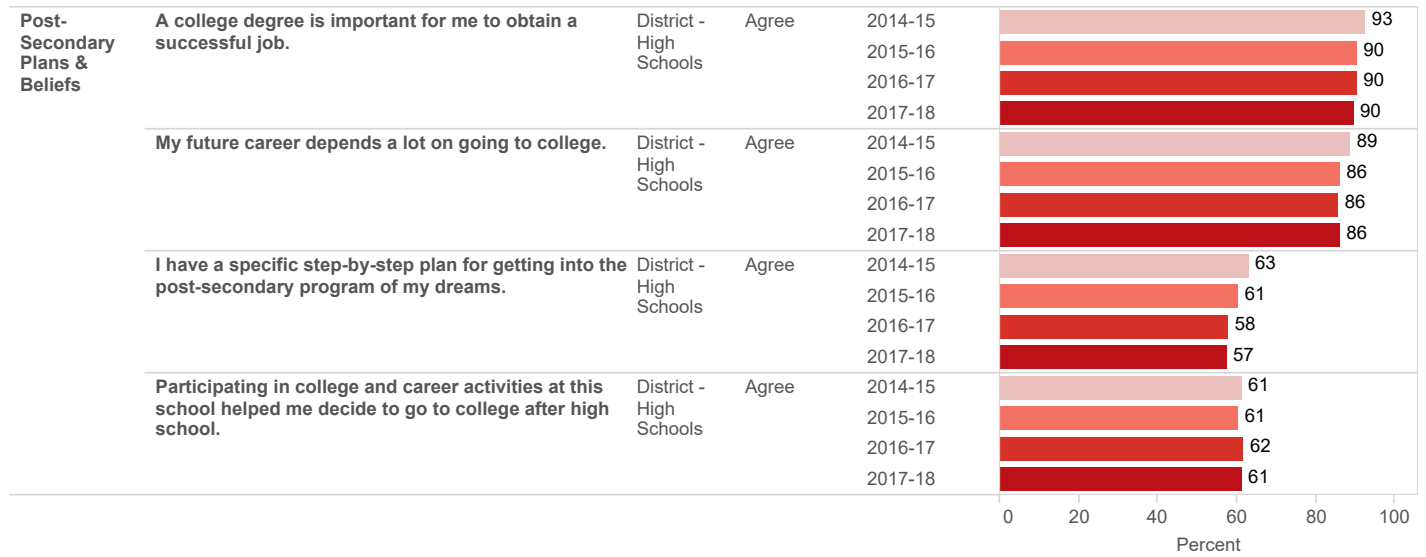 Post-
Secondary
Plans &
Beliefs
A college degree is important for me to obtain a
successful job.
District -
High
Schools
Agree
2014-15
93
2015-16
90
2016-17
90
2017-18
90
My future career depends a lot on going to college.
District -
High
Schools
Agree
2014-15
89
2015-16
86
2016-17
86
2017-18
86
I have a specific step-by-step plan for getting into the
post-secondary program of my dreams.
District -
High
Schools
Agree
2014-15
63
2015-16
61
2016-17
58
2017-18
57
Participating in college and career activities at this
school helped me decide to go to college after high
school.
District -
High
Schools
Agree
2014-15
61
2015-16
61
2016-17
62
2017-18
61
0 20 40 60 80 100
Percent